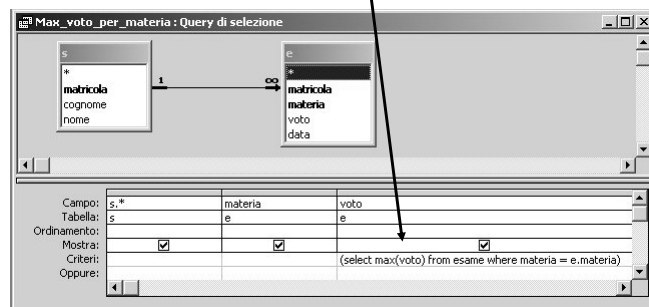 Max_voto_per_materia : Query di selezione
s
*
matricola
cognome
nome
1
∞
e
*
matricola
materia
voto
data
Campo: s.* materia voto
Tabella: s e e
Ordinamento:
Mostra:
Criteri: (select max(voto) from esame where materia = e.materia)
Oppure: